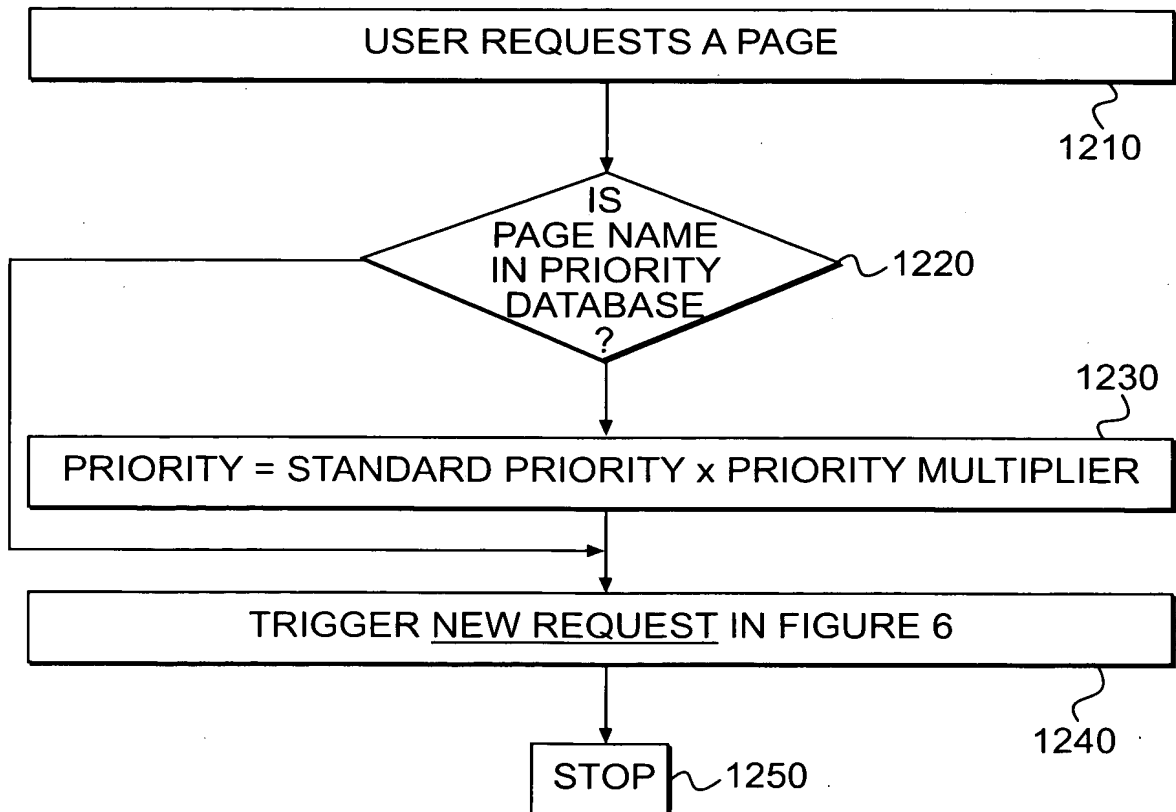 USER REQUESTS A PAGE
1210
IS
PAGE NAME
IN PRIORITY
DATABASE
?
1220
1230
PRIORITY = STANDARD PRIORITY x PRIORITY MULTIPLIER
TRIGGER NEW REQUEST IN FIGURE 6
1240
STOP
1250